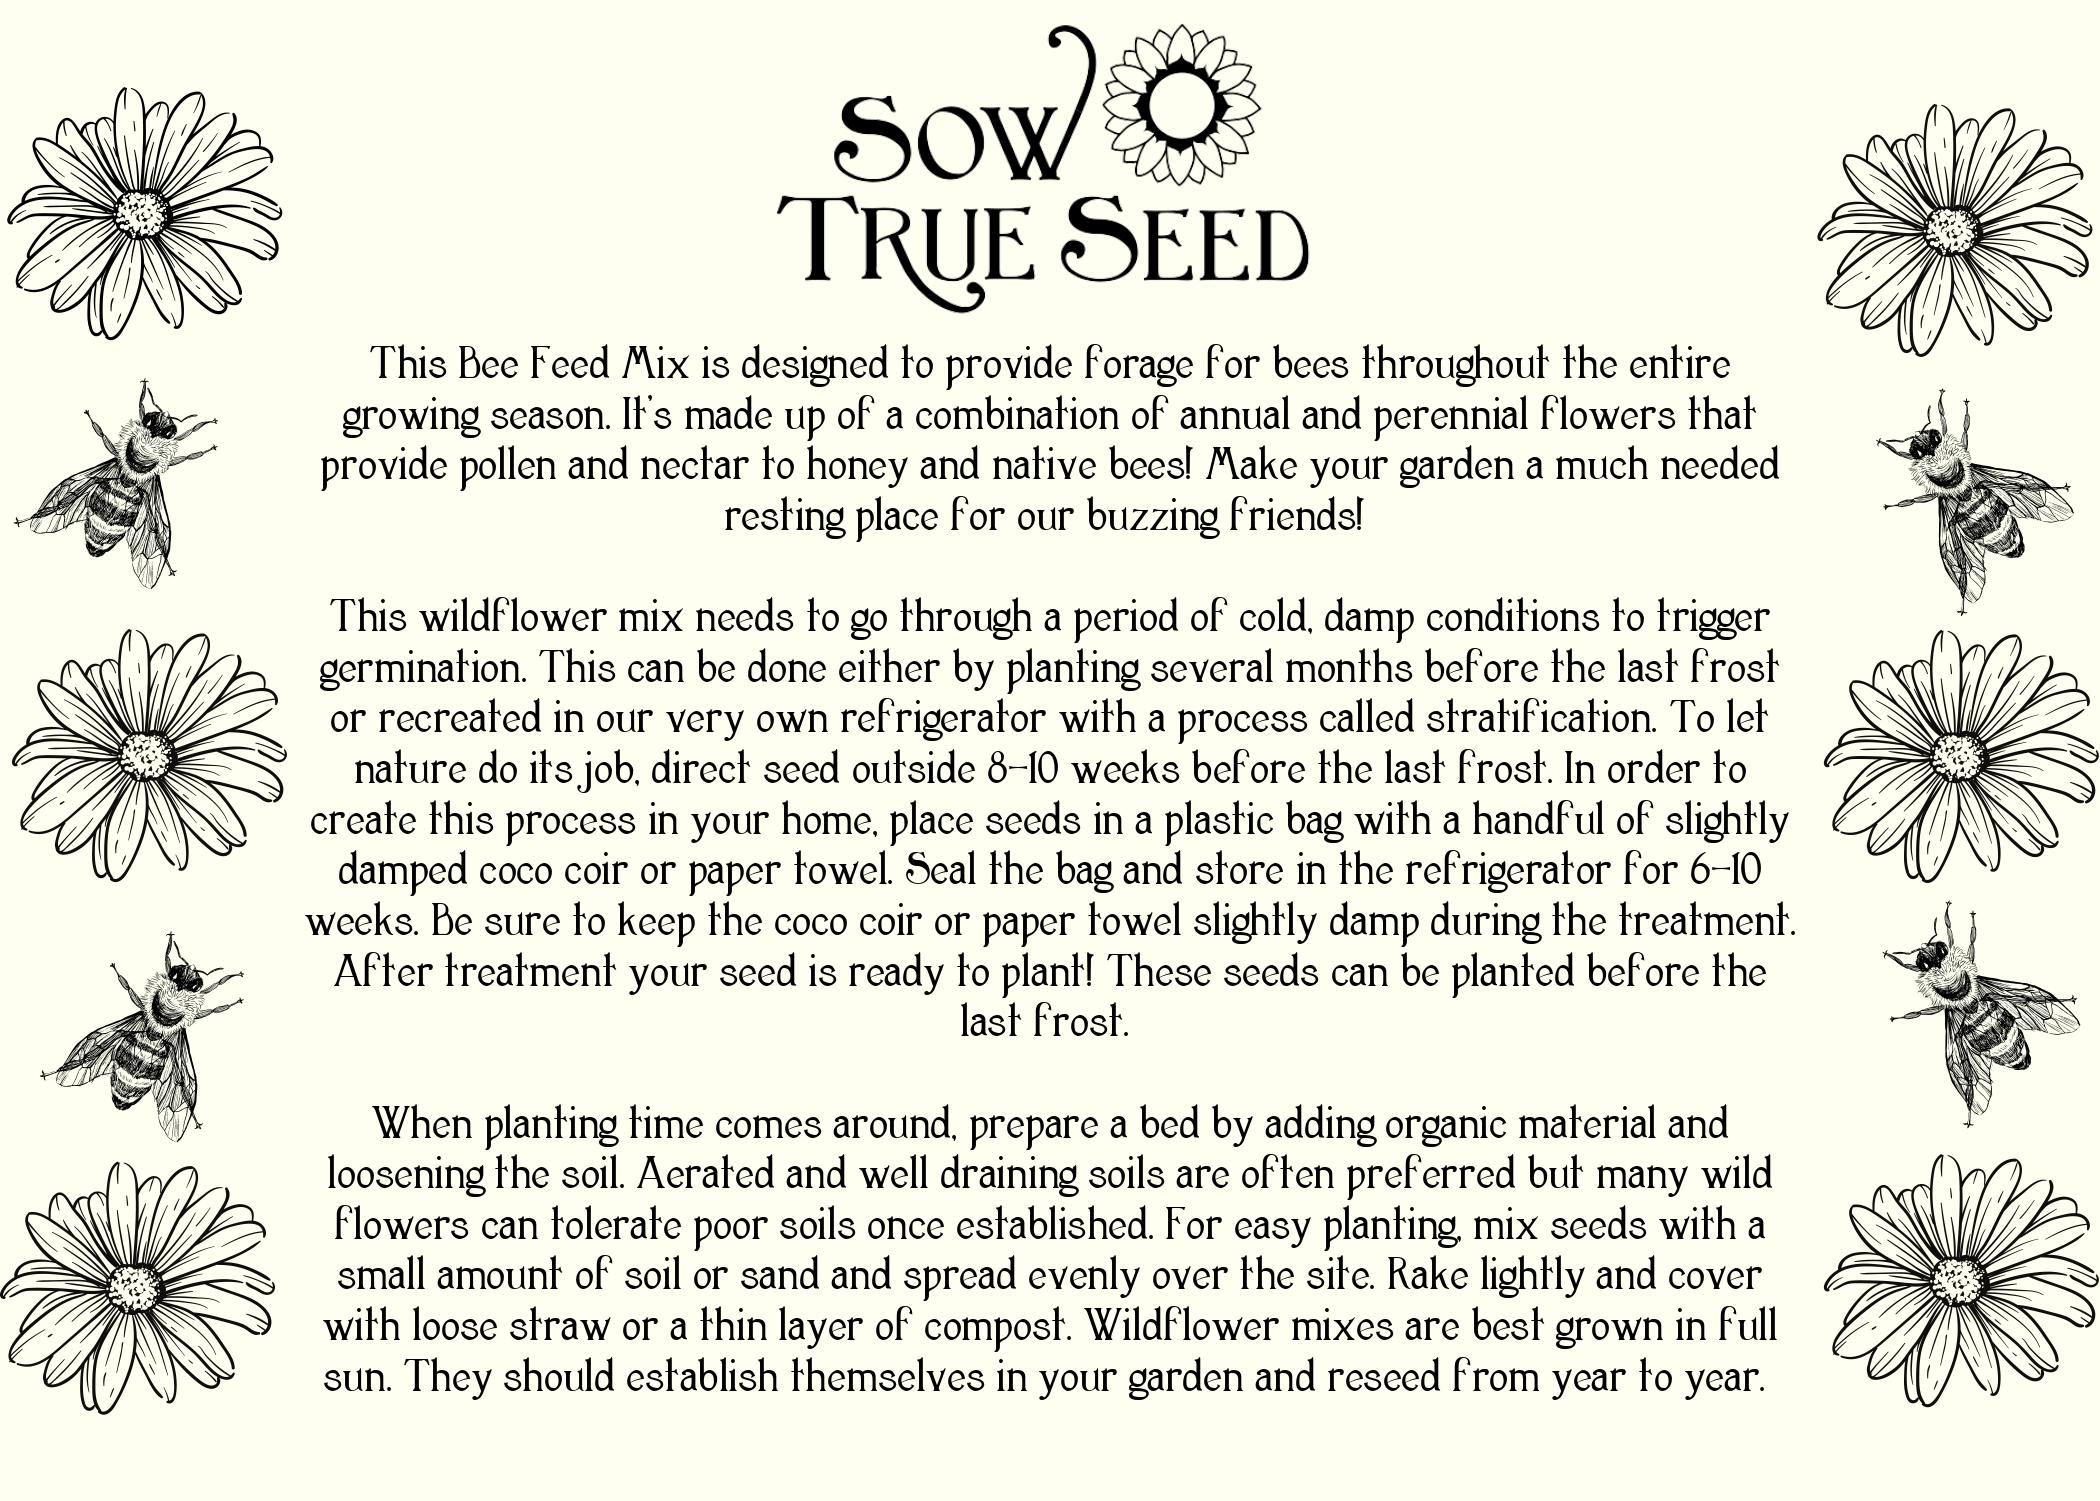 Sow
True Seed
This Bee Feed Mix is designed to provide forage for bees throughout the entire
growing season. It's made up of a combination of annual and perennial flowers that
provide pollen and nectar to honey and native bees! Make your garden a much needed
resting place for our buzzing friends!
This wildflower mix needs to go through a period of cold, damp conditions to trigger
germination. This can be done either by planting several months before the last frost
or recreated in our very own refrigerator with a process called stratification. To let
nature do its job, direct seed outside 8-10 weeks before the last frost. In order to
create this process in your home, place seeds in a plastic bag with a handful of slightly
damped coco coir or paper towel. Seal the bag and store in the refrigerator for 6-10
weeks. Be sure to keep the coco coir or paper towel slightly damp during the treatment.
After treatment your seed is ready to plant! These seeds can be planted before the
last frost.
When planting time comes around, prepare a bed by adding organic material and
loosening the soil. Aerated and well draining soils are often preferred but many wild
flowers can tolerate poor soils once established. For easy planting, mix seeds with a
small amount of soil or sand and spread evenly over the site. Rake lightly and cover
with loose straw or a thin layer of compost. Wildflower mixes are best grown in full
sun. They should establish themselves in your garden and reseed from year to year.